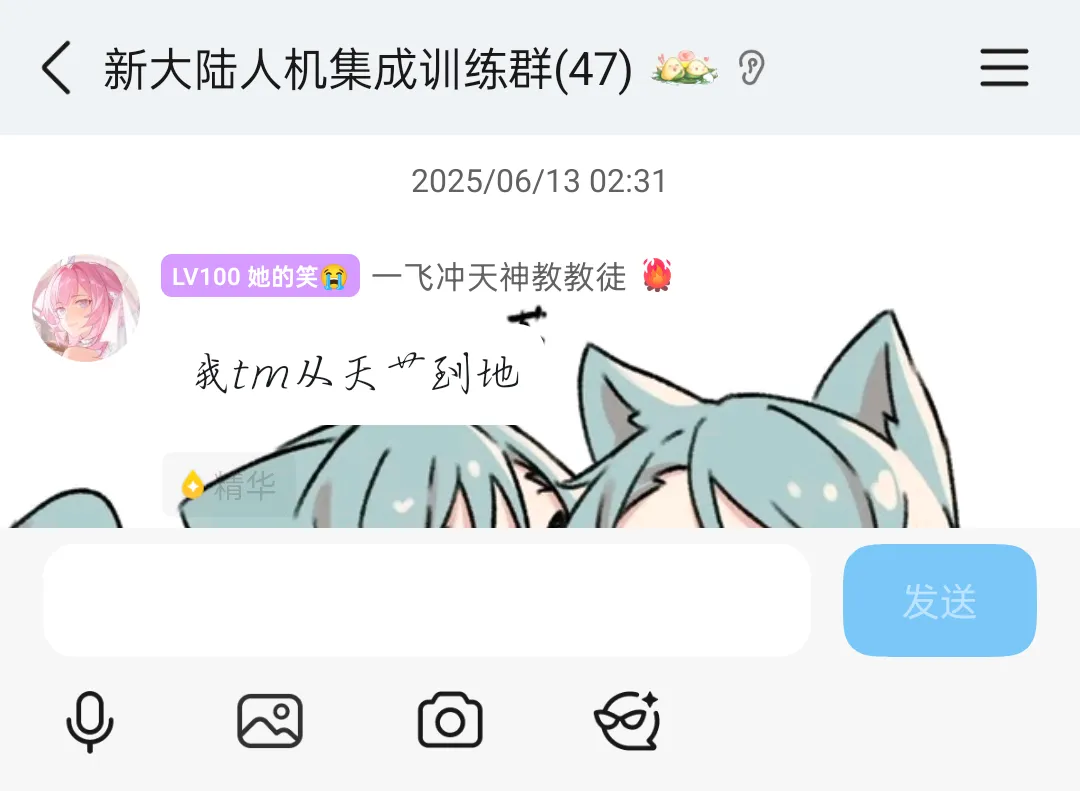 新大陆人机集成训练群(47)
2025/06/13 02:31
LV100 她的笑😭 一飞冲天神教教徒 🔥
我tm从天艹到地
精华
发送